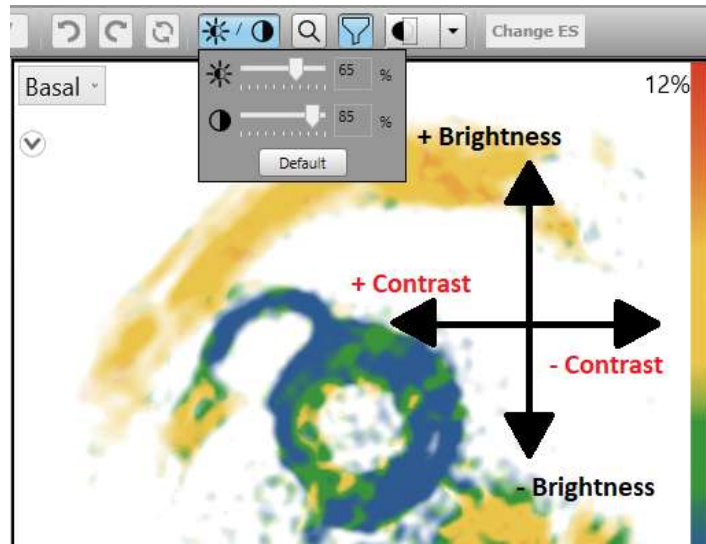 Change ES
65 %
85 %
Default
Basal
12%
+ Brightness
+ Contrast
- Contrast
- Brightness